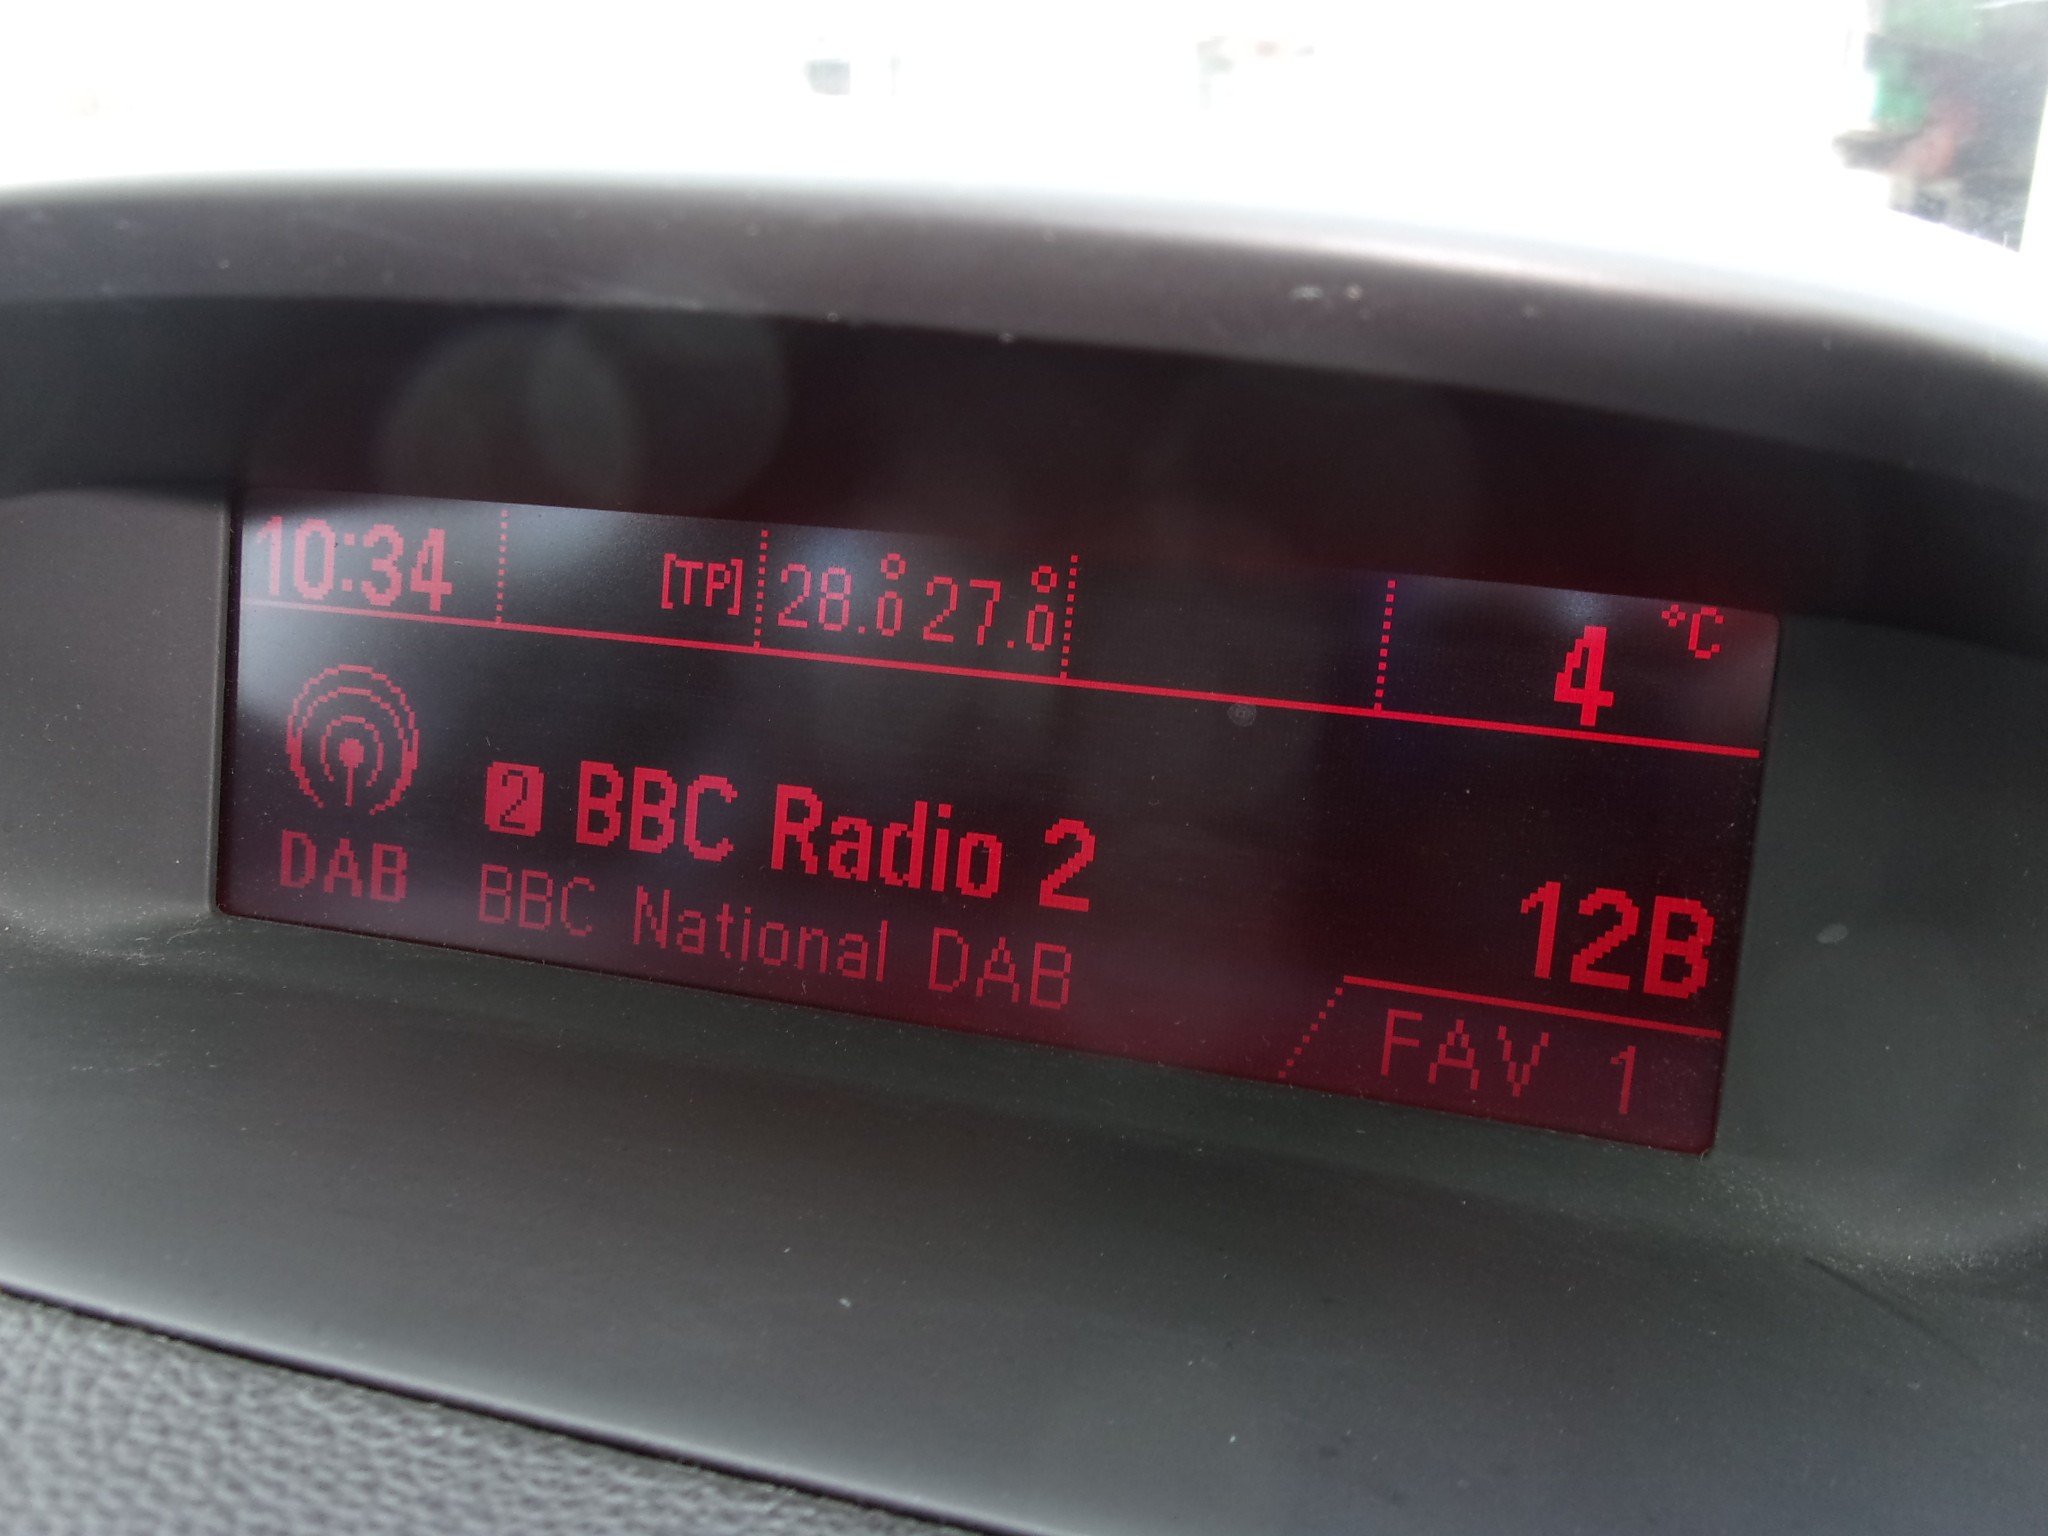 10:34 [TP] 28.0° 27.0° 4 °C
2 BBC Radio 2
DAB BBC National DAB 12B
FAV 1